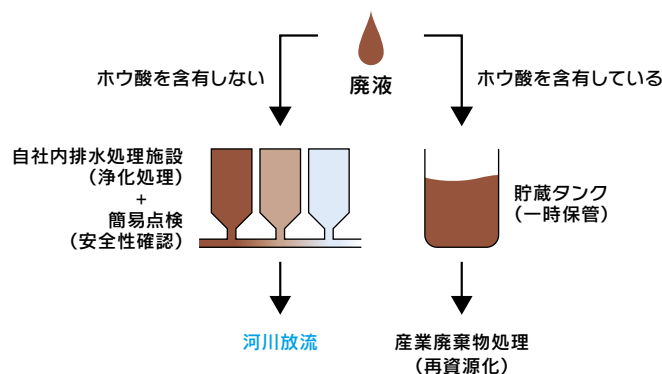 廃液
ホウ酸を含有しない
ホウ酸を含有している
自社内排水処理施設
（浄化処理）
+
簡易点検
（安全性確認）
貯蔵タンク
（一時保管）
河川放流
産業廃棄物処理
（再資源化）